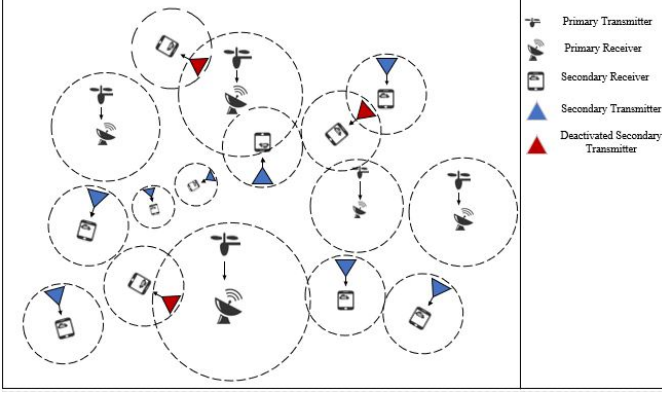 Primary Transmitter
Primary Receiver
Secondary Receiver
Secondary Transmitter
Deactivated Secondary
Transmitter